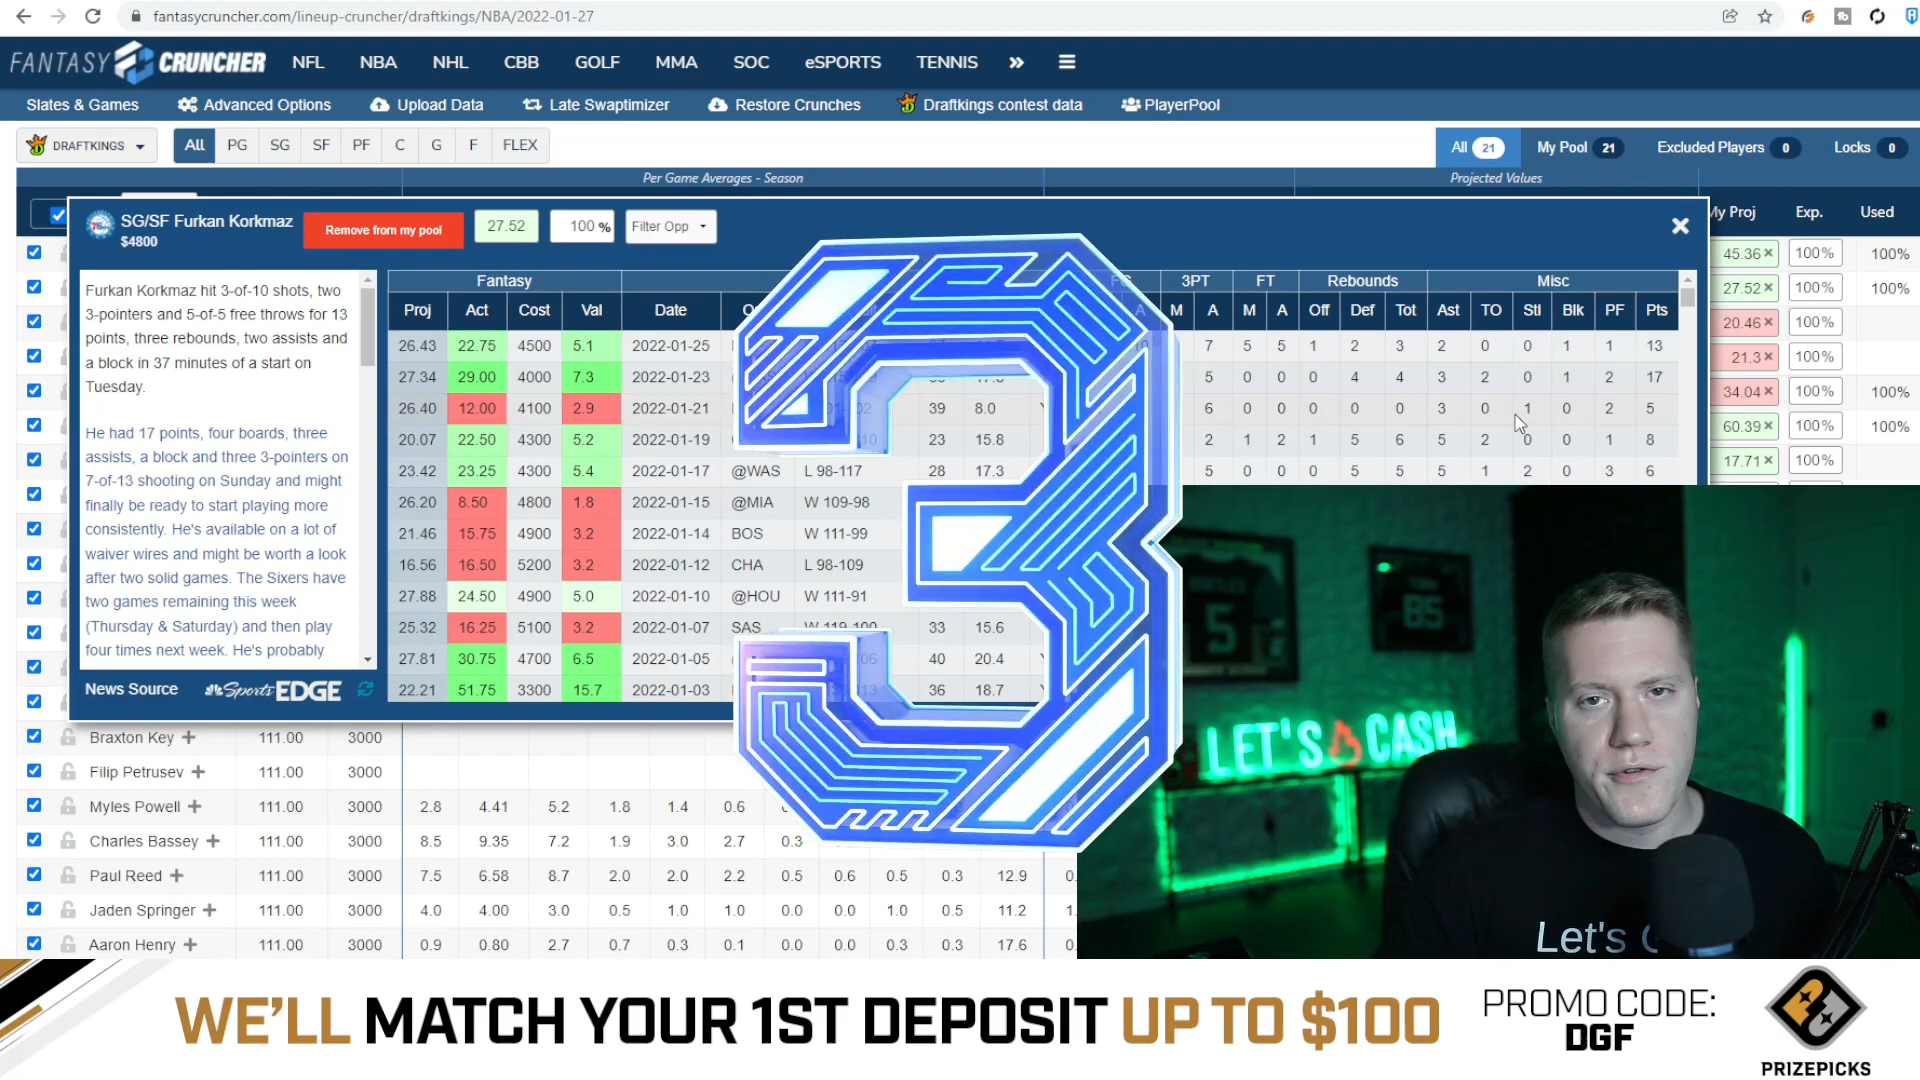 fantasycruncher.com/lineup-cruncher/draftkings/NBA/2022-01-27
FANTASY CRUNCHER NFL NBA NHL CBB GOLF MMA SOC eSPORTS TENNIS »
Slates & Games Advanced Options Upload Data Late Swaptimizer Restore Crunches Draftkings contest data PlayerPool
DRAFTKINGS All PG SG SF PF C G F FLEX All 21 My Pool 21 Excluded Players 0 Locks 0
Per Game Averages - Season Projected Values
My Proj Exp. Used
SG/SF Furkan Korkmaz
$4800
Remove from my pool 27.52 100 % Filter Opp
Furkan Korkmaz hit 3-of-10 shots, two
3-pointers and 5-of-5 free throws for 13
points, three rebounds, two assists and
a block in 37 minutes of a start on
Tuesday.
He had 17 points, four boards, three
assists, a block and three 3-pointers on
7-of-13 shooting on Sunday and might
finally be ready to start playing more
consistently. He's available on a lot of
waiver wires and might be worth a look
after two solid games. The Sixers have
two games remaining this week
(Thursday & Saturday) and then play
four times next week. He's probably
News Source Sports EDGE
Fantasy 3PT FT Rebounds Misc
Proj Act Cost Val Date M A M A Off Def Tot Ast TO Stl Blk PF Pts
26.43 22.75 4500 5.1 2022-01-25 7 5 5 1 2 3 2 0 0 1 1 13
27.34 29.00 4000 7.3 2022-01-23 5 0 0 0 4 4 3 2 0 1 2 17
26.40 12.00 4100 2.9 2022-01-21 39 8.0 6 0 0 0 0 0 3 0 1 0 2 5
20.07 22.50 4300 5.2 2022-01-19 23 15.8 2 1 2 1 5 6 5 2 0 0 1 8
23.42 23.25 4300 5.4 2022-01-17 @WAS L 98-117 28 17.3 5 0 0 0 5 5 5 1 2 0 3 6
26.20 8.50 4800 1.8 2022-01-15 @MIA W 109-98
21.46 15.75 4900 3.2 2022-01-14 BOS W 111-99
16.56 16.50 5200 3.2 2022-01-12 CHA L 98-109
27.88 24.50 4900 5.0 2022-01-10 @HOU W 111-91
25.32 16.25 5100 3.2 2022-01-07 SAS W 119-100 33 15.6
27.81 30.75 4700 6.5 2022-01-05 40 20.4
22.21 51.75 3300 15.7 2022-01-03 36 18.7
45.36 100% 100%
27.52 100% 100%
20.46 100%
21.3 100%
34.04 100% 100%
60.39 100% 100%
17.71 100%
Braxton Key 111.00 3000
Filip Petrusev 111.00 3000
Myles Powell 111.00 3000 2.8 4.41 5.2 1.8 1.4 0.6
Charles Bassey 111.00 3000 8.5 9.35 7.2 1.9 3.0 2.7 0.3
Paul Reed 111.00 3000 7.5 6.58 8.7 2.0 2.0 2.2 0.5 0.6 0.5 0.3 12.9
Jaden Springer 111.00 3000 4.0 4.00 3.0 0.5 1.0 1.0 0.0 0.0 1.0 0.5 11.2
Aaron Henry 111.00 3000 0.9 0.80 2.7 0.7 0.3 0.1 0.0 0.0 0.3 0.3 17.6
3
5
85
LET'S CASH
Let's
WE'LL MATCH YOUR 1ST DEPOSIT UP TO $100
PROMO CODE:
DGF
PRIZEPICKS